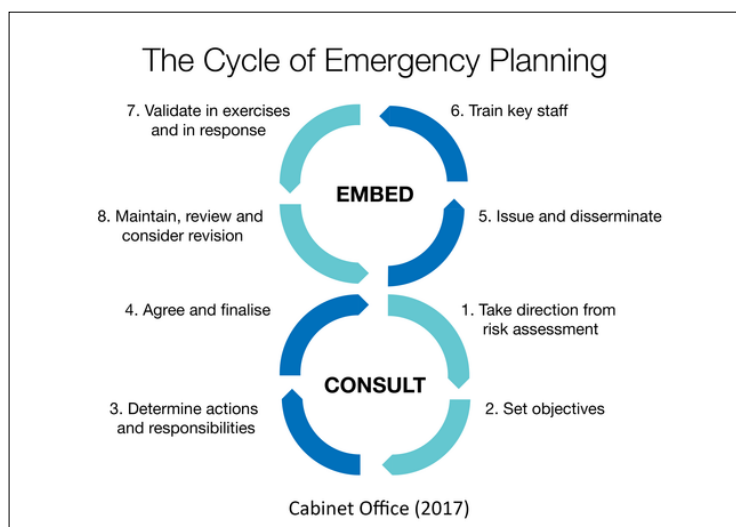 The Cycle of Emergency Planning
7. Validate in exercises
and in response
6. Train key staff
EMBED
8. Maintain, review and
consider revision
5. Issue and disserminate
4. Agree and finalise
1. Take direction from
risk assessment
CONSULT
3. Determine actions
and responsibilities
2. Set objectives
Cabinet Office (2017)